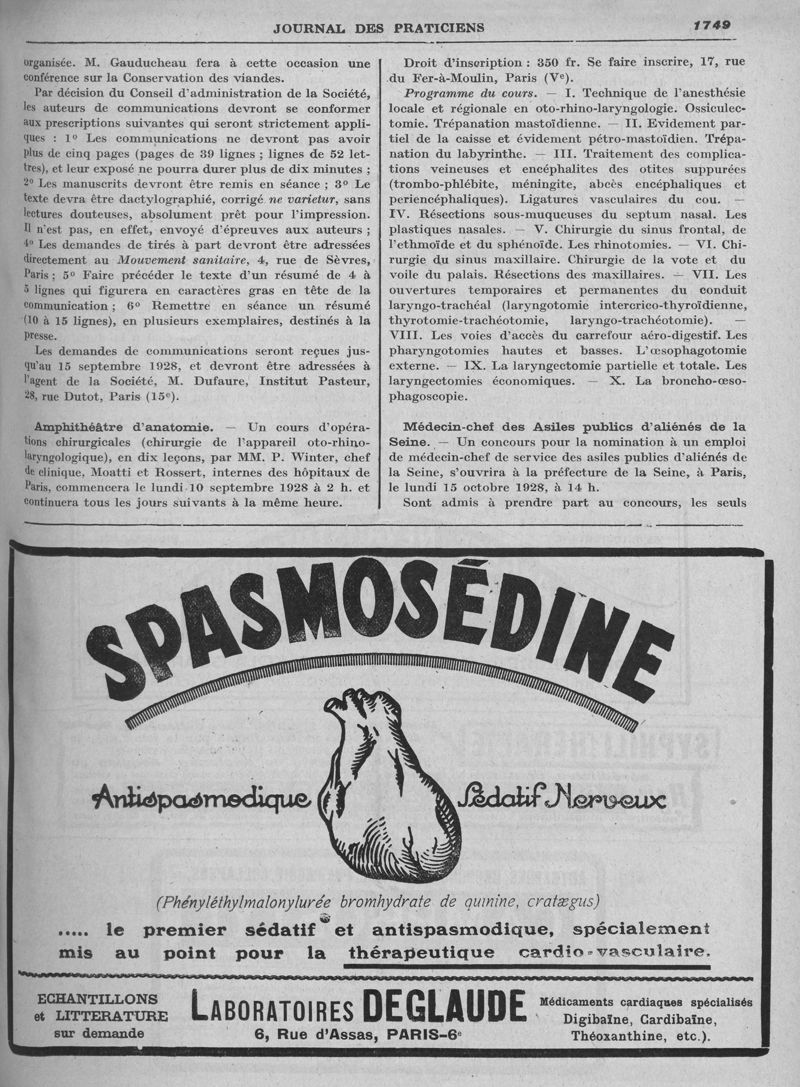 JOURNAL DES PRATICIENS
1749
organisée. M. Gauducheau fera à cette occasion une
conférence sur la Conservation des viandes.
Par décision du Conseil d'administration de la Société,
les auteurs de communications devront se conformer
aux prescriptions suivantes qui seront strictement appli-
ques : 1º Les communications ne devront pas avoir
plus de cinq pages (pages de 39 lignes ; lignes de 52 let-
tres), et leur exposé ne pourra durer plus de dix minutes ;
2º Les manuscrits devront être remis en séance ; 3º Le
texte devra être dactylographié, corrigé ne varietur, sans
lectures douteuses, absolument prêt pour l'impression.
Il n'est pas, en effet, envoyé d'épreuves aux auteurs ;
4º Les demandes de tirés à part devront être adressées
directement au Mouvement sanitaire, 4, rue de Sèvres,
Paris ; 5º Faire précéder le texte d'un résumé de 4 à
5 lignes qui figurera en caractères gras en tête de la
communication ; 6º Remettre en séance un résumé
(10 à 15 lignes), en plusieurs exemplaires, destinés à la
presse.
Les demandes de communications seront reçues jus-
qu'au 15 septembre 1928, et devront être adressées à
l'agent de la Société, M. Dufaure, Institut Pasteur,
28, rue Dutot, Paris (15e).
Amphithéâtre d'anatomie. — Un cours d'opéra-
tions chirurgicales (chirurgie de l'appareil oto-rhino-
laryngologique), en dix leçons, par MM. P. Winter, chef
de clinique, Moatti et Rossert, internes des hôpitaux de
Paris, commencera le lundi 10 septembre 1928 à 2 h. et
continuera tous les jours suivants à la même heure.
Droit d'inscription : 350 fr. Se faire inscrire, 17, rue
du Fer-à-Moulin, Paris (Ve).
Programme du cours. — I. Technique de l'anesthésie
locale et régionale en oto-rhino-laryngologie. Ossiculec-
tomie. Trépanation mastoïdienne. — II. Evidement par-
tiel de la caisse et évidement pétro-mastoïdien. Trépa-
nation du labyrinthe. — III. Traitement des complica-
tions veineuses et encéphalites des otites suppurées
(trombo-phlébite, méningite, abcès encéphaliques et
periencéphaliques). Ligatures vasculaires du cou. —
IV. Résections sous-muqueuses du septum nasal. Les
plastiques nasales. — V. Chirurgie du sinus frontal, de
l'ethmoïde et du sphénoïde. Les rhinotomies. — VI. Chi-
rurgie du sinus maxillaire. Chirurgie de la vote et du
voile du palais. Résections des maxillaires. — VII. Les
ouvertures temporaires et permanentes du conduit
laryngo-trachéal (laryngotomie intercrico-thyroïdienne,
thyrotomie-trachéotomie, laryngo-trachéotomie). —
VIII. Les voies d'accès du carrefour aéro-digestif. Les
pharyngotomies hautes et basses. L'œsophagotomie
externe. — IX. La laryngectomie partielle et totale. Les
laryngectomies économiques. — X. La broncho-œso-
phagoscopie.
Médecin-chef des Asiles publics d'aliénés de la
Seine. — Un concours pour la nomination à un emploi
de médecin-chef de service des asiles publics d'aliénés de
la Seine, s'ouvrira à la préfecture de la Seine, à Paris,
le lundi 15 octobre 1928, à 14 h.
Sont admis à prendre part au concours, les seuls
SPASMOSÉDINE
Antispasmodique
Sédatif Nerveux
(Phényléthylmalonylurée bromhydrate de quinine, cratægus)
..... le premier sédatif et antispasmodique, spécialement
mis au point pour la thérapeutique cardio-vasculaire.
ECHANTILLONS
et LITTERATURE
sur demande
LABORATOIRES DEGLAUDE
6, Rue d'Assas, PARIS-6e
Médicaments cardiaques spécialisés
Digibaïne, Cardibaïne,
Théoxanthine, etc.).